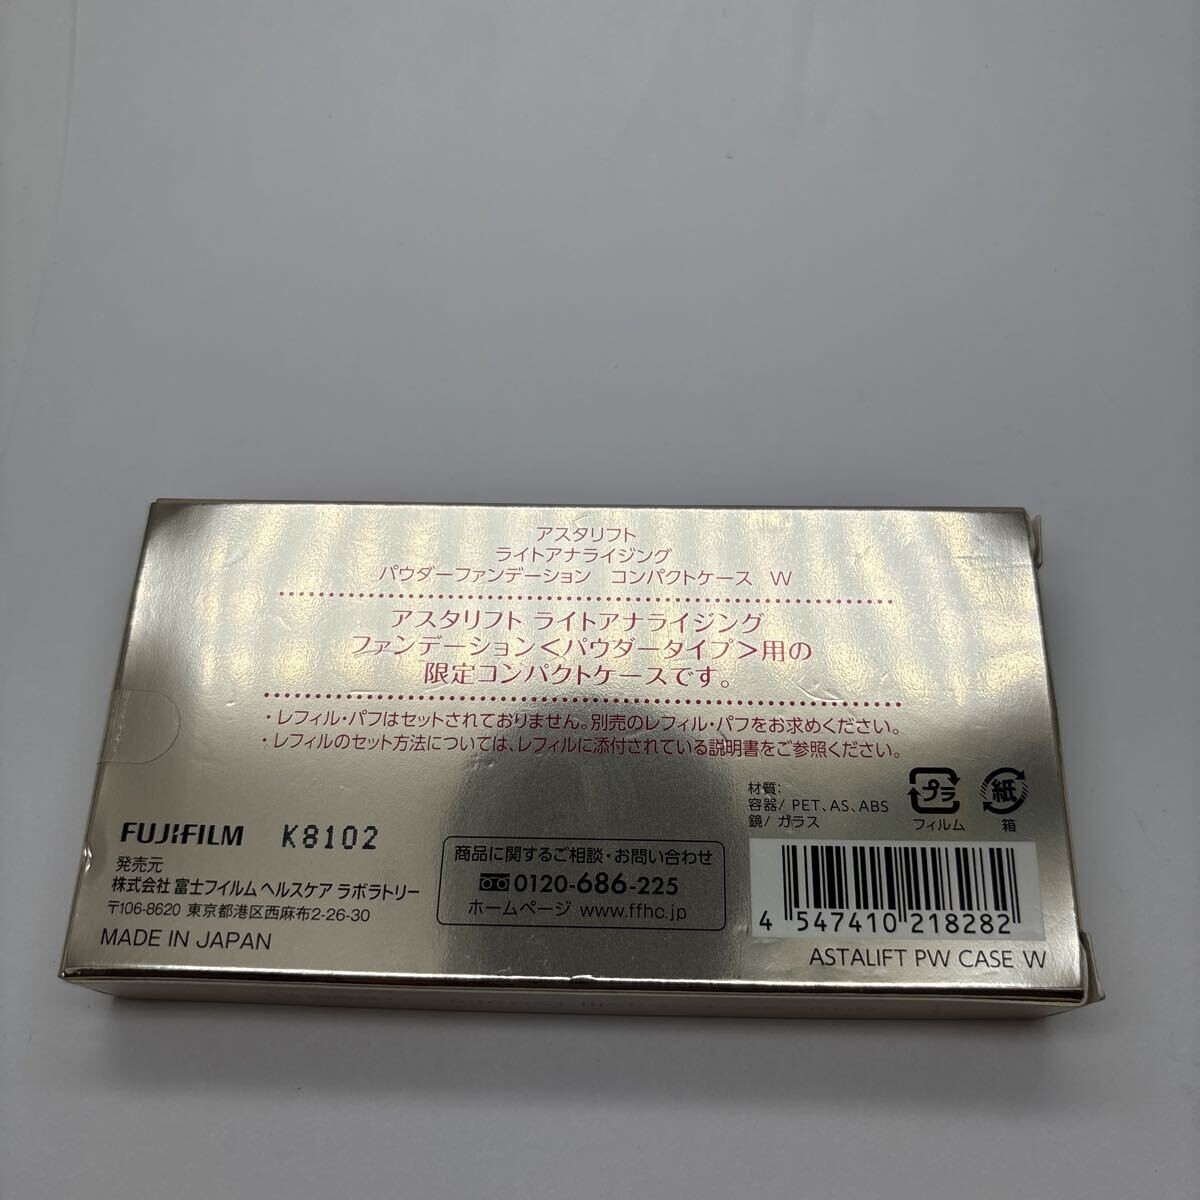 アスタリフト
ライトアナライジング
パウダーファンデーション コンパクトケース W
アスタリフト ライトアナライジング
ファンデーション<パウダータイプ>用の
限定コンパクトケースです。
・レフィル・パフはセットされておりません。別売のレフィル・パフをお求めください。
・レフィルのセット方法については、レフィルに添付されている説明書をご参照ください。
材質:
容器/ PET、AS、ABS
鏡/ ガラス
プラ
フィルム
紙
箱
FUJIFILM K8102
発売元
株式会社 富士フイルム ヘルスケア ラボラトリー
〒106-8620 東京都港区西麻布2-26-30
MADE IN JAPAN
商品に関するご相談・お問い合わせ
0120-686-225
ホームページ www.ffhc.jp
4 547410 218282
ASTALIFT PW CASE W